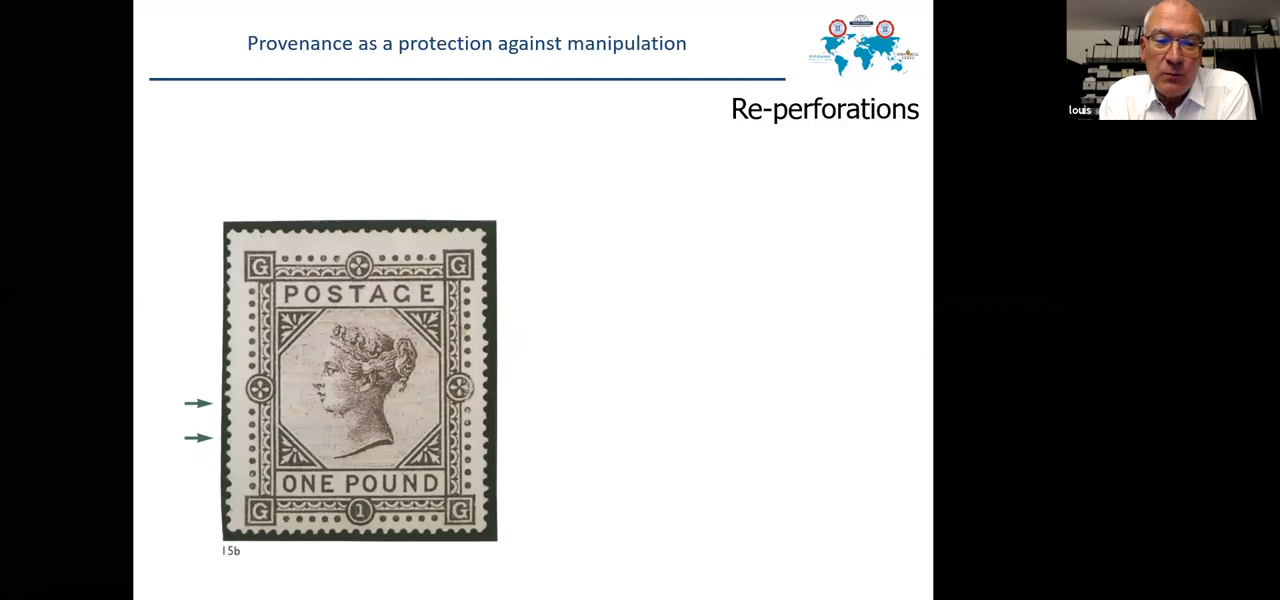 Provenance as a protection against manipulation
Re-perforations
louis
G G
POSTAGE
ONE POUND
G 1 G
15b